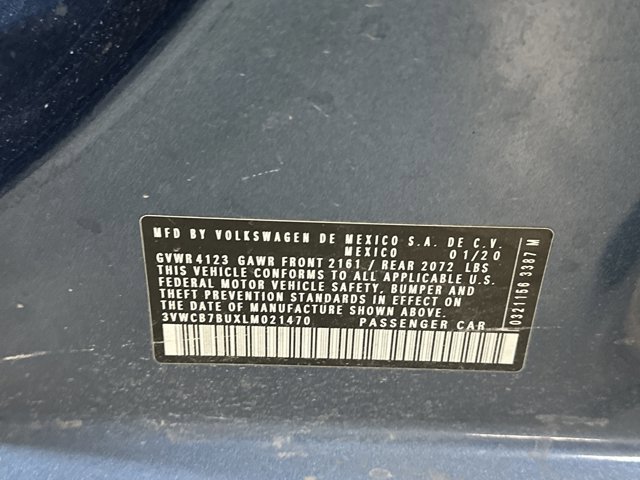 MFD BY VOLKSWAGEN DE MEXICO S.A. DE C.V.
MEXICO 01/20
GVWR 4123 GAWR FRONT 2161 / REAR 2072 LBS
THIS VEHICLE CONFORMS TO ALL APPLICABLE U.S.
FEDERAL MOTOR VEHICLE SAFETY, BUMPER AND
THEFT PREVENTION STANDARDS IN EFFECT ON
THE DATE OF MANUFACTURE SHOWN ABOVE.
3VWCB7BUXLM021470 PASSENGER CAR
0321156 3387 M